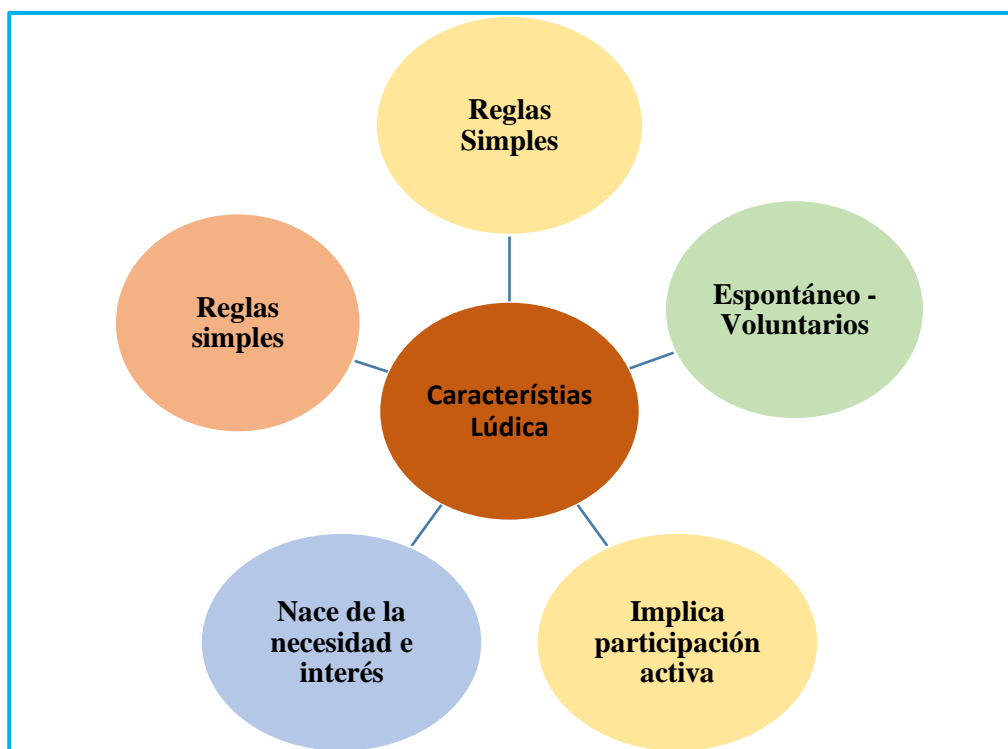 Reglas
Simples
Espontáneo -
Voluntarios
Reglas
simples
Característias
Lúdica
Nace de la
necesidad e
interés
Implica
participación
activa